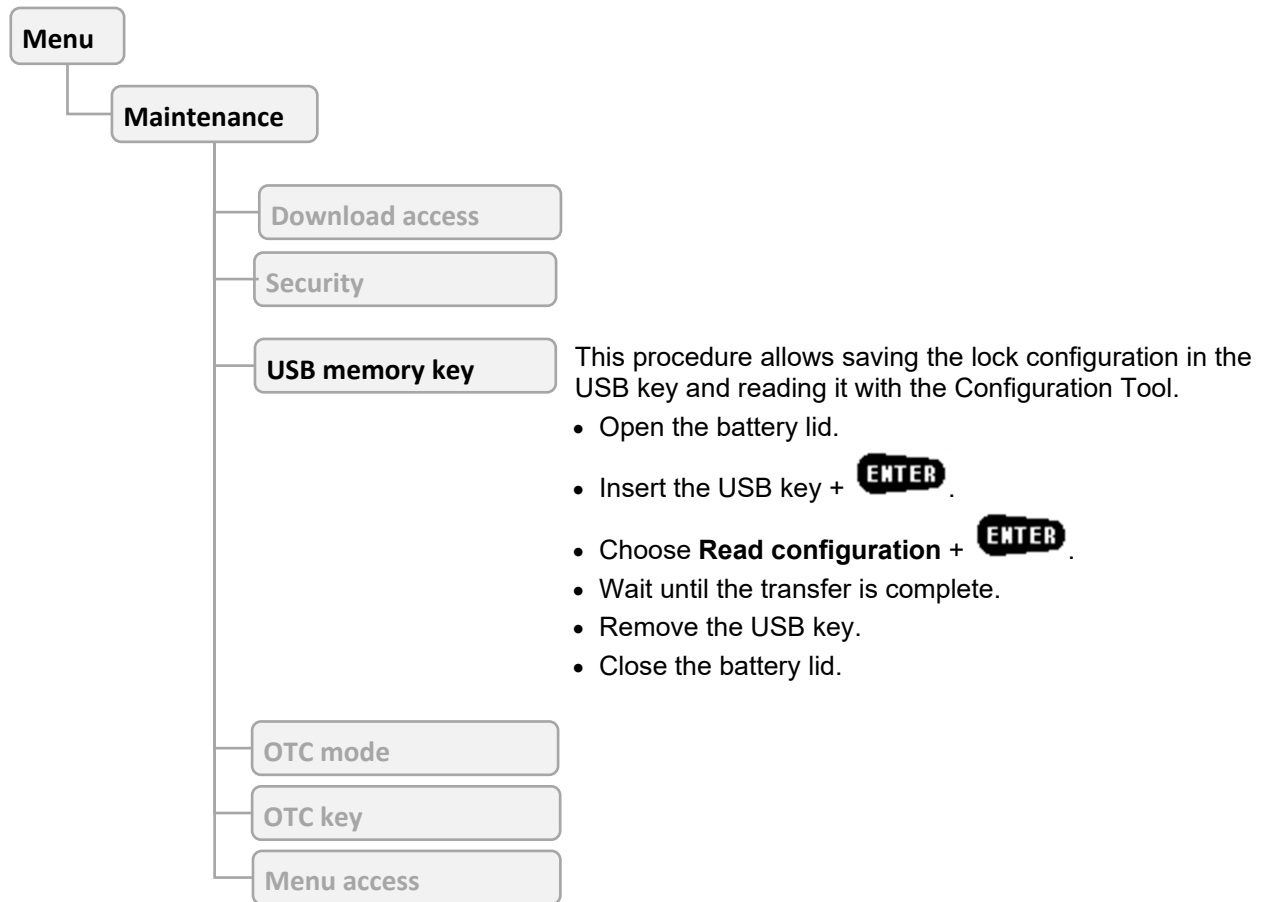 Menu
Maintenance
Download access
Security
USB memory key
This procedure allows saving the lock configuration in the
USB key and reading it with the Configuration Tool.
• Open the battery lid.
• Insert the USB key + ENTER.
• Choose Read configuration + ENTER.
• Wait until the transfer is complete.
• Remove the USB key.
• Close the battery lid.
OTC mode
OTC key
Menu access